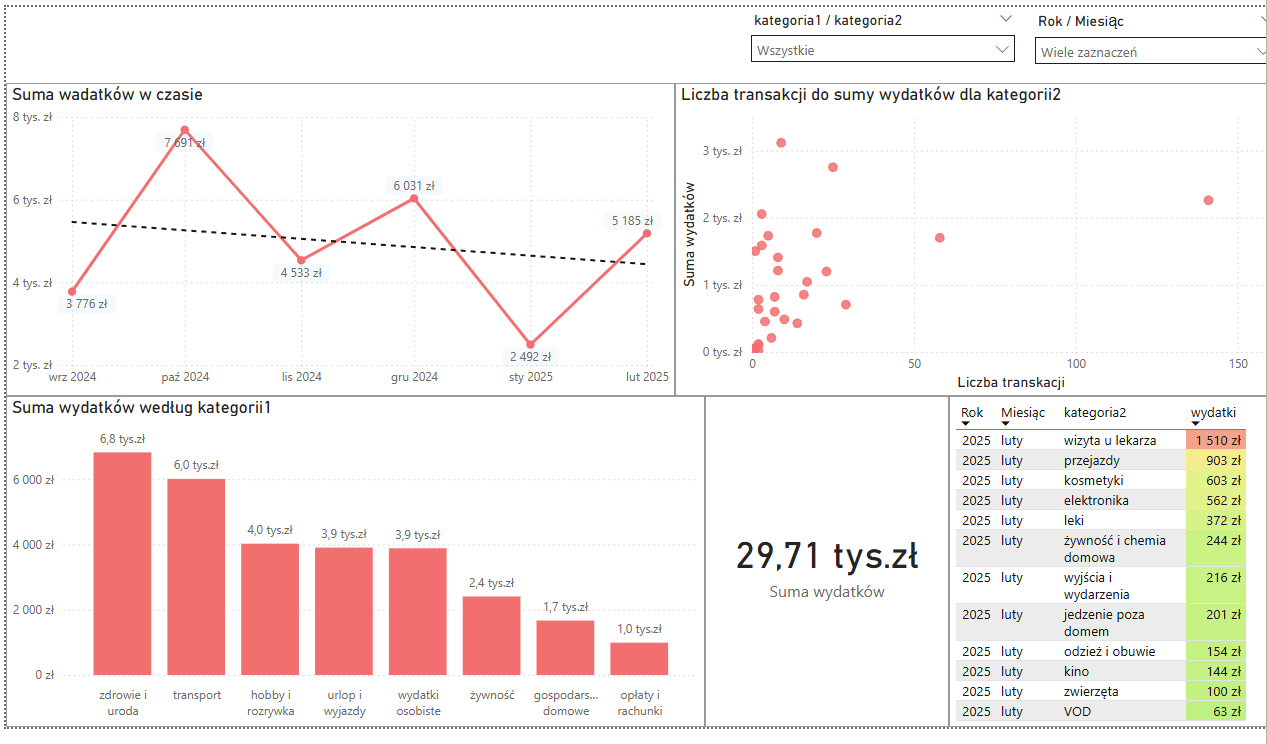 kategoria1 / kategoria2
Wszystkie
Rok / Miesiąc
Wiele zaznaczeń
Suma wadatków w czasie
8 tys. zł
6 tys. zł
4 tys. zł
2 tys. zł
3 776 zł
7 691 zł
4 533 zł
6 031 zł
2 492 zł
5 185 zł
wrz 2024
paź 2024
lis 2024
gru 2024
sty 2025
lut 2025
Liczba transakcji do sumy wydatków dla kategorii2
Suma wydatków
3 tys. zł
2 tys. zł
1 tys. zł
0 tys. zł
0
50
100
150
Liczba transkacji
Suma wydatków według kategorii1
6 000 zł
4 000 zł
2 000 zł
0 zł
6,8 tys.zł
6,0 tys.zł
4,0 tys.zł
3,9 tys.zł
3,9 tys.zł
2,4 tys.zł
1,7 tys.zł
1,0 tys.zł
zdrowie i
uroda
transport
hobby i
rozrywka
urlop i
wyjazdy
wydatki
osobiste
żywność
gospodars...
domowe
opłaty i
rachunki
29,71 tys.zł
Suma wydatków
Rok Miesiąc kategoria2 wydatki
2025 luty wizyta u lekarza 1 510 zł
2025 luty przejazdy 903 zł
2025 luty kosmetyki 603 zł
2025 luty elektronika 562 zł
2025 luty leki 372 zł
2025 luty żywność i chemia 244 zł
domowa
2025 luty wyjścia i 216 zł
wydarzenia
2025 luty jedzenie poza 201 zł
domem
2025 luty odzież i obuwie 154 zł
2025 luty kino 144 zł
2025 luty zwierzęta 100 zł
2025 luty VOD 63 zł